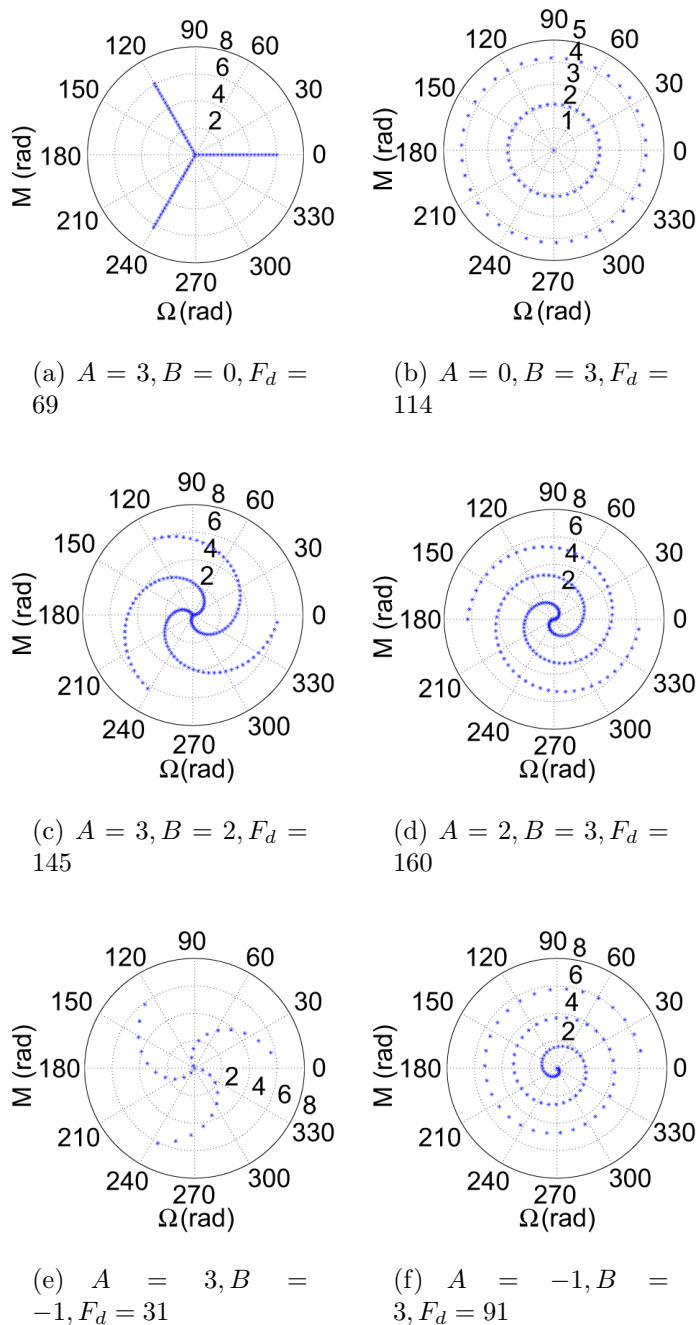 90 8
120 60
6
150 4 30
2
M (rad)
180 0
210 330
240 300
270
Ω(rad)
(a) A = 3, B = 0, F_d =
69
90 5
120 4 60
3
150 2 30
1
M (rad)
180 0
210 330
240 300
270
Ω(rad)
(b) A = 0, B = 3, F_d =
114
90 8
120 60
6
150 4 30
2
M (rad)
180 0
210 330
240 300
270
Ω(rad)
(c) A = 3, B = 2, F_d =
145
90 8
120 60
6
150 4 30
2
M (rad)
180 0
210 330
240 300
270
Ω(rad)
(d) A = 2, B = 3, F_d =
160
90
120 60
150 30
M (rad)
180 0
2 4 6 8
210 330
240 300
270
Ω(rad)
(e) A = 3, B =
−1, F_d = 31
90 8
120 60
6
150 4 30
2
M (rad)
180 0
210 330
240 300
270
Ω(rad)
(f) A = −1, B =
3, F_d = 91